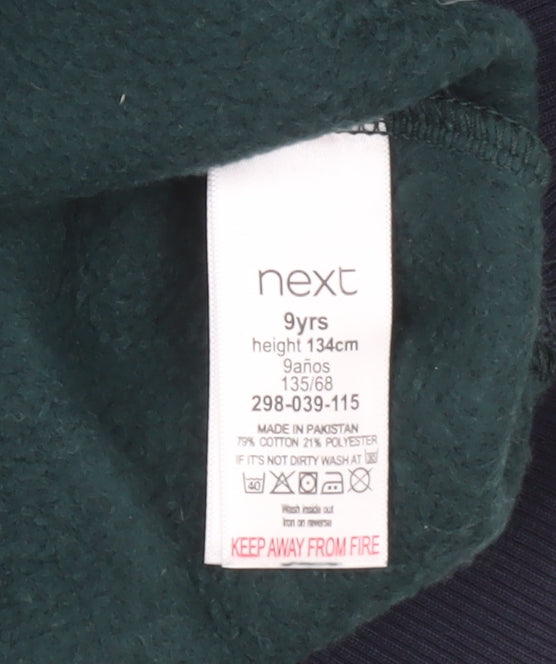 next
9yrs
height 134cm
9años
135/68
298-039-115
MADE IN PAKISTAN
79% COTTON 21% POLYESTER
IF IT'S NOT DIRTY WASH AT 30
40
Wash inside out
Iron on reverse
KEEP AWAY FROM FIRE